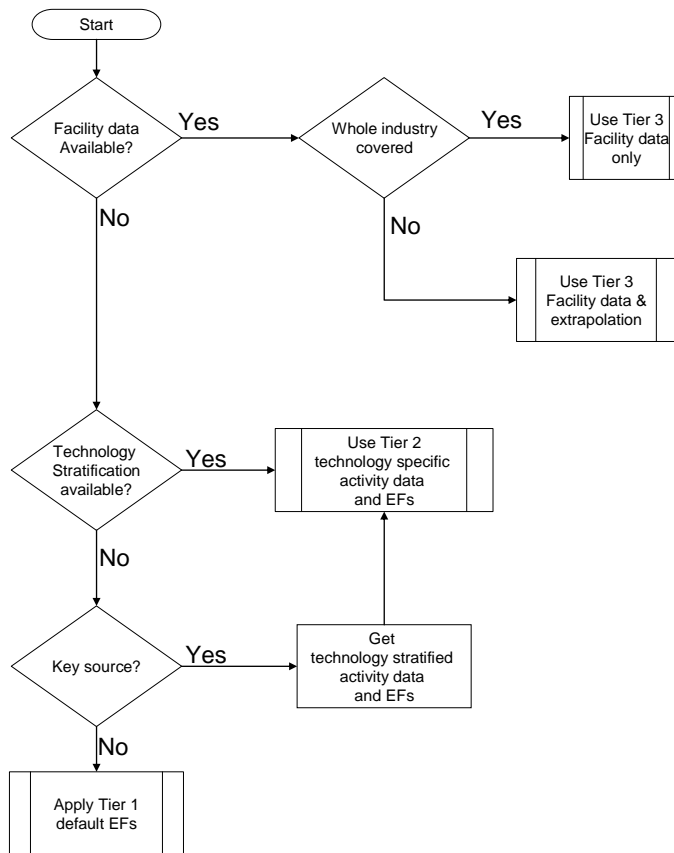 Start
Facility data
Available?
Yes
Whole industry
covered
Yes
Use Tier 3
Facility data
only
No
No
Use Tier 3
Facility data &
extrapolation
Technology
Stratification
available?
Yes
Use Tier 2
technology specific
activity data
and EFs
No
Key source?
Yes
Get
technology stratified
activity data
and EFs
No
Apply Tier 1
default EFs